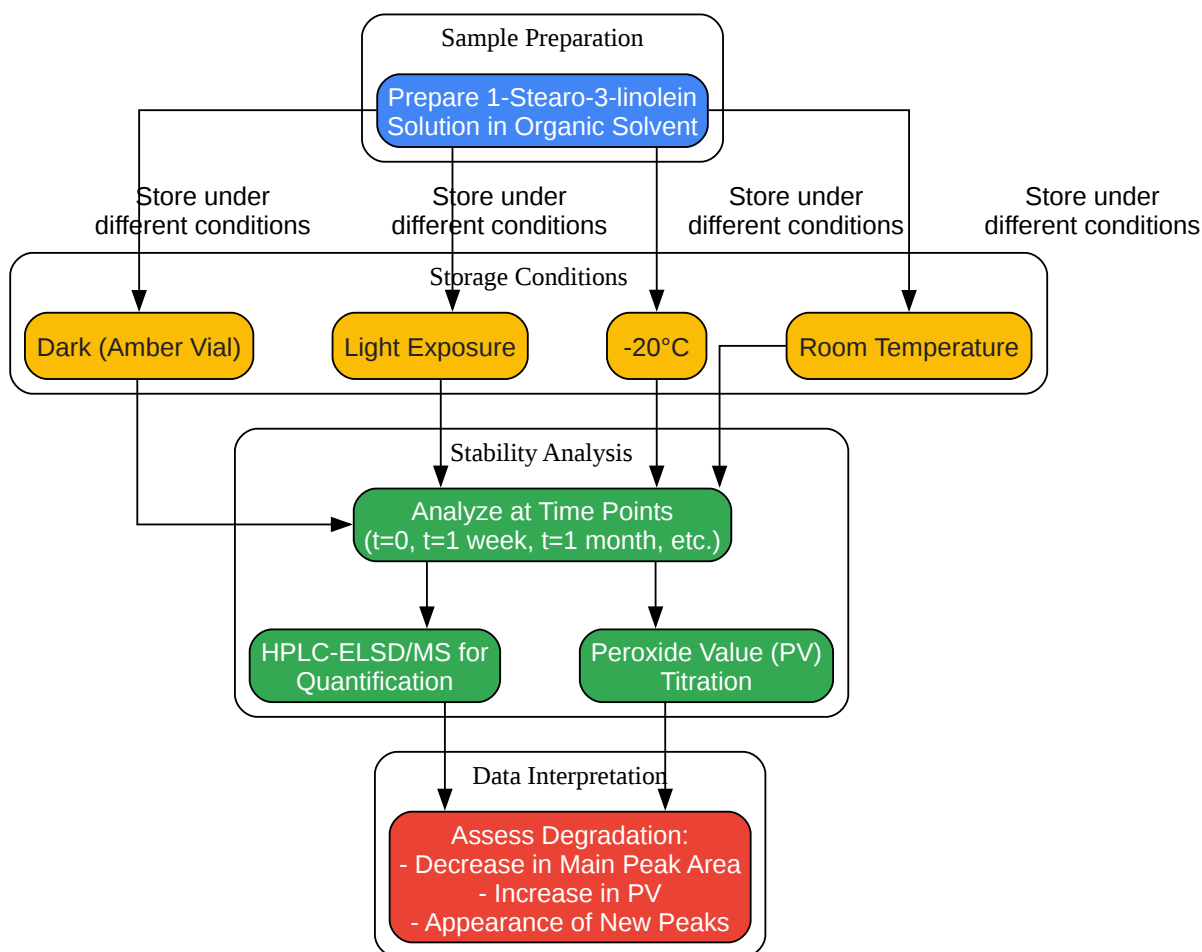 Sample Preparation
Prepare 1-Stearo-3-linolein
Solution in Organic Solvent
Store under
different conditions
Store under
different conditions
Store under
different conditions
Store under
different conditions
Storage Conditions
Dark (Amber Vial)
Light Exposure
-20°C
Room Temperature
Stability Analysis
Analyze at Time Points
(t=0, t=1 week, t=1 month, etc.)
HPLC-ELSD/MS for
Quantification
Peroxide Value (PV)
Titration
Data Interpretation
Assess Degradation:
- Decrease in Main Peak Area
- Increase in PV
- Appearance of New Peaks